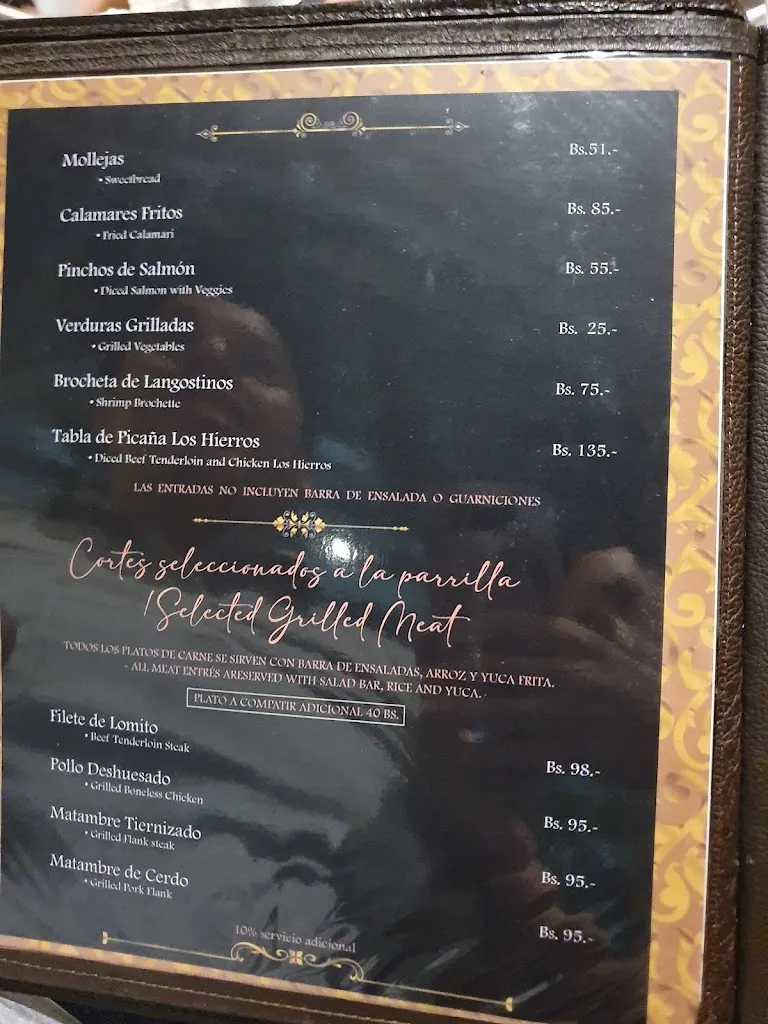 Mollejas Bs.51.-
• Sweetbread
Calamares Fritos Bs. 85.-
• Fried Calamari
Pinchos de Salmón Bs. 55.-
• Diced Salmon with Veggies
Verduras Grilladas Bs. 25.-
• Grilled Vegetables
Brocheta de Langostinos Bs. 75.-
• Shrimp Brochette
Tabla de Picaña Los Hierros Bs. 135.-
• Diced Beef Tenderloin and Chicken Los Hierros
LAS ENTRADAS NO INCLUYEN BARRA DE ENSALADA O GUARNICIONES
Cortes seleccionados a la parrilla
/Selected Grilled Meat
TODOS LOS PLATOS DE CARNE SE SIRVEN CON BARRA DE ENSALADAS, ARROZ Y YUCA FRITA.
- ALL MEAT ENTRÉS ARESERVED WITH SALAD BAR, RICE AND YUCA.
PLATO A COMPATIR ADICIONAL 40 BS.
Filete de Lomito Bs. 98.-
• Beef Tenderloin Steak
Pollo Deshuesado Bs. 95.-
• Grilled Boneless Chicken
Matambre Tiernizado Bs. 95.-
• Grilled Flank steak
Matambre de Cerdo Bs. 95.-
• Grilled Pork Flank
10% servicio adicional